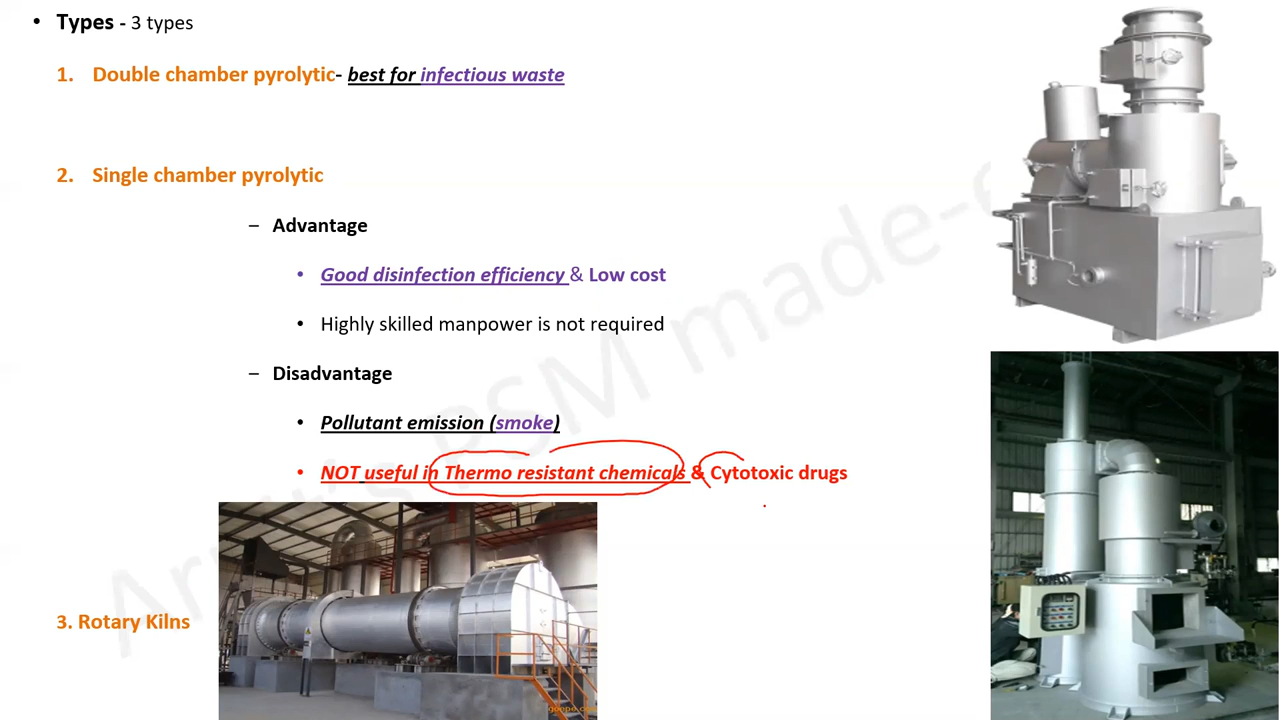 • Types - 3 types
1. Double chamber pyrolytic- best for infectious waste
2. Single chamber pyrolytic
– Advantage
• Good disinfection efficiency & Low cost
• Highly skilled manpower is not required
– Disadvantage
• Pollutant emission (smoke)
• NOT useful in Thermo resistant chemicals & Cytotoxic drugs
3. Rotary Kilns
PSM made-e